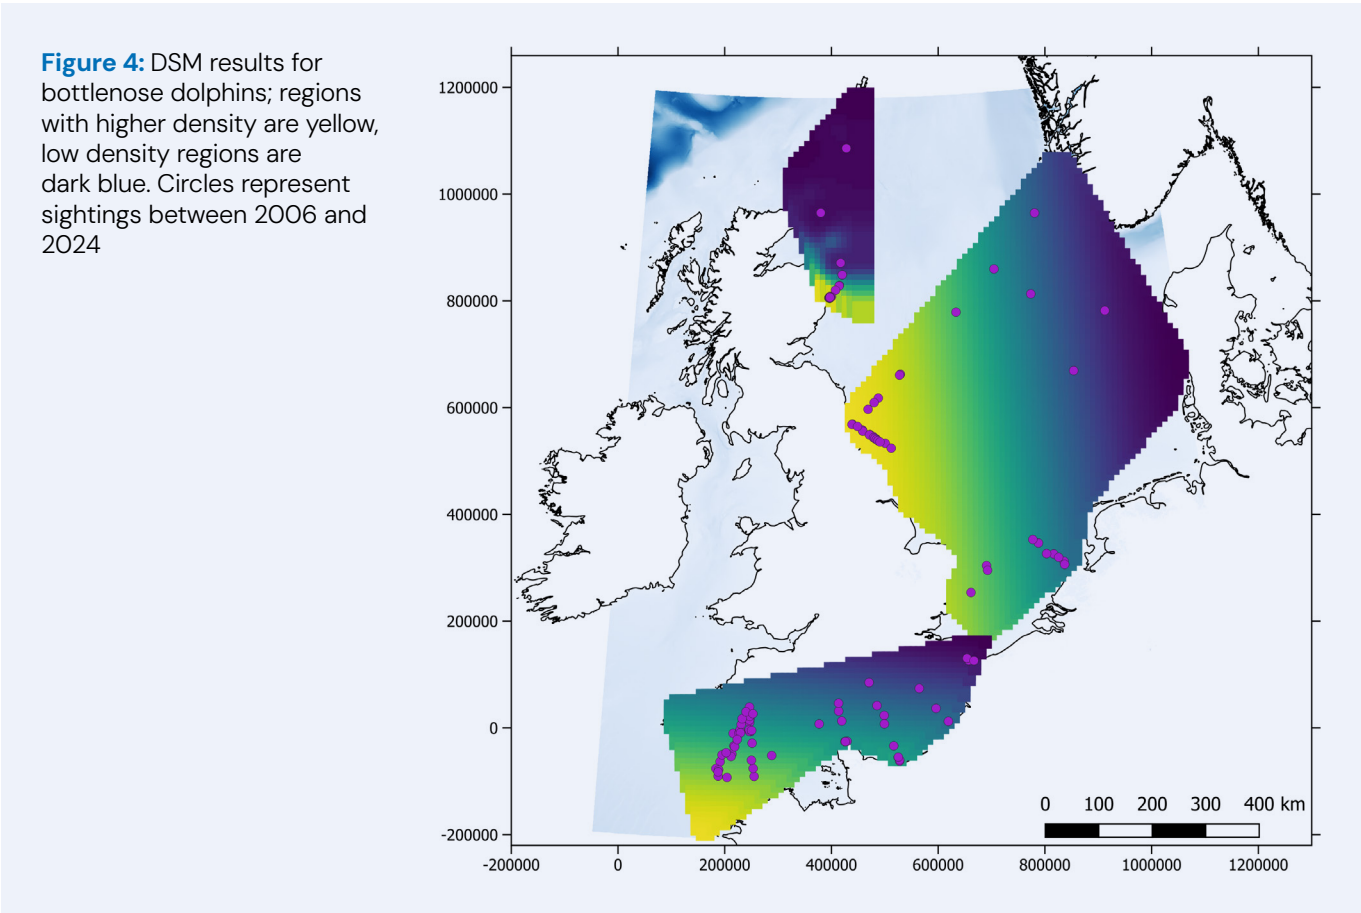 Figure 4: DSM results for
bottlenose dolphins; regions
with higher density are yellow,
low density regions are
dark blue. Circles represent
sightings between 2006 and
2024
1200000
1000000
800000
600000
400000
200000
0
-200000
0 100 200 300 400 km
-200000 0 200000 400000 600000 800000 1000000 1200000